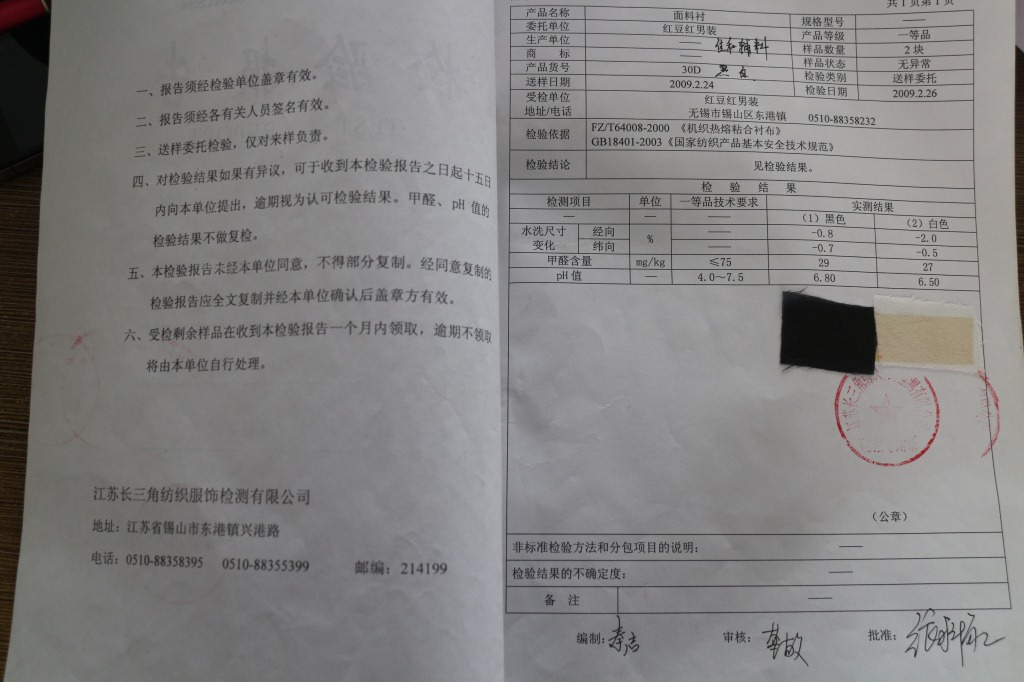 一、报告须经检验单位盖章有效。
二、报告须经各有关人员签名有效。
三、送样委托检验，仅对来样负责。
四、对检验结果如果有异议，可于收到本检验报告之日起十五日
内向本单位提出，逾期视为认可检验结果。甲醛、pH 值的
检验结果不做复检。
五、本检验报告未经本单位同意，不得部分复制。经同意复制的
检验报告应全文复制并经本单位确认后盖章方有效。
六、受检剩余样品在收到本检验报告一个月内领取，逾期不领取
将由本单位自行处理。
江苏长三角纺织服饰检测有限公司
地址：江苏省锡山市东港镇兴港路
电话：0510-88358395 0510-88355399 邮编：214199
共 1 页第 1 页
产品名称 面料衬 规格型号 ——
委托单位 红豆红男装 产品等级 一等品
生产单位 —— 佳和辅料 样品数量 2 块
商 标 —— 样品状态 无异常
产品货号 30D 检验类别 送样委托
送样日期 2009.2.24 检验日期 2009.2.26
受检单位 红豆红男装
地址/电话 无锡市锡山区东港镇 0510-88358232
检验依据 FZ/T64008-2000 《机织热熔粘合衬布》
GB18401-2003《国家纺织产品基本安全技术规范》
检验结论 见检验结果。
检 验 结 果
检测项目 单位 一等品技术要求 实测结果
— — —— （1）黑色 （2）白色
水洗尺寸变化 经向 % —— -0.8 -2.0
纬向 —— -0.7 -0.5
甲醛含量 mg/kg ≤75 29 27
pH 值 — 4.0～7.5 6.80 6.50
（公章）
非标准检验方法和分包项目的说明： ——
检验结果的不确定度： ——
备 注 ——
编制：秦志 审核： 批准：